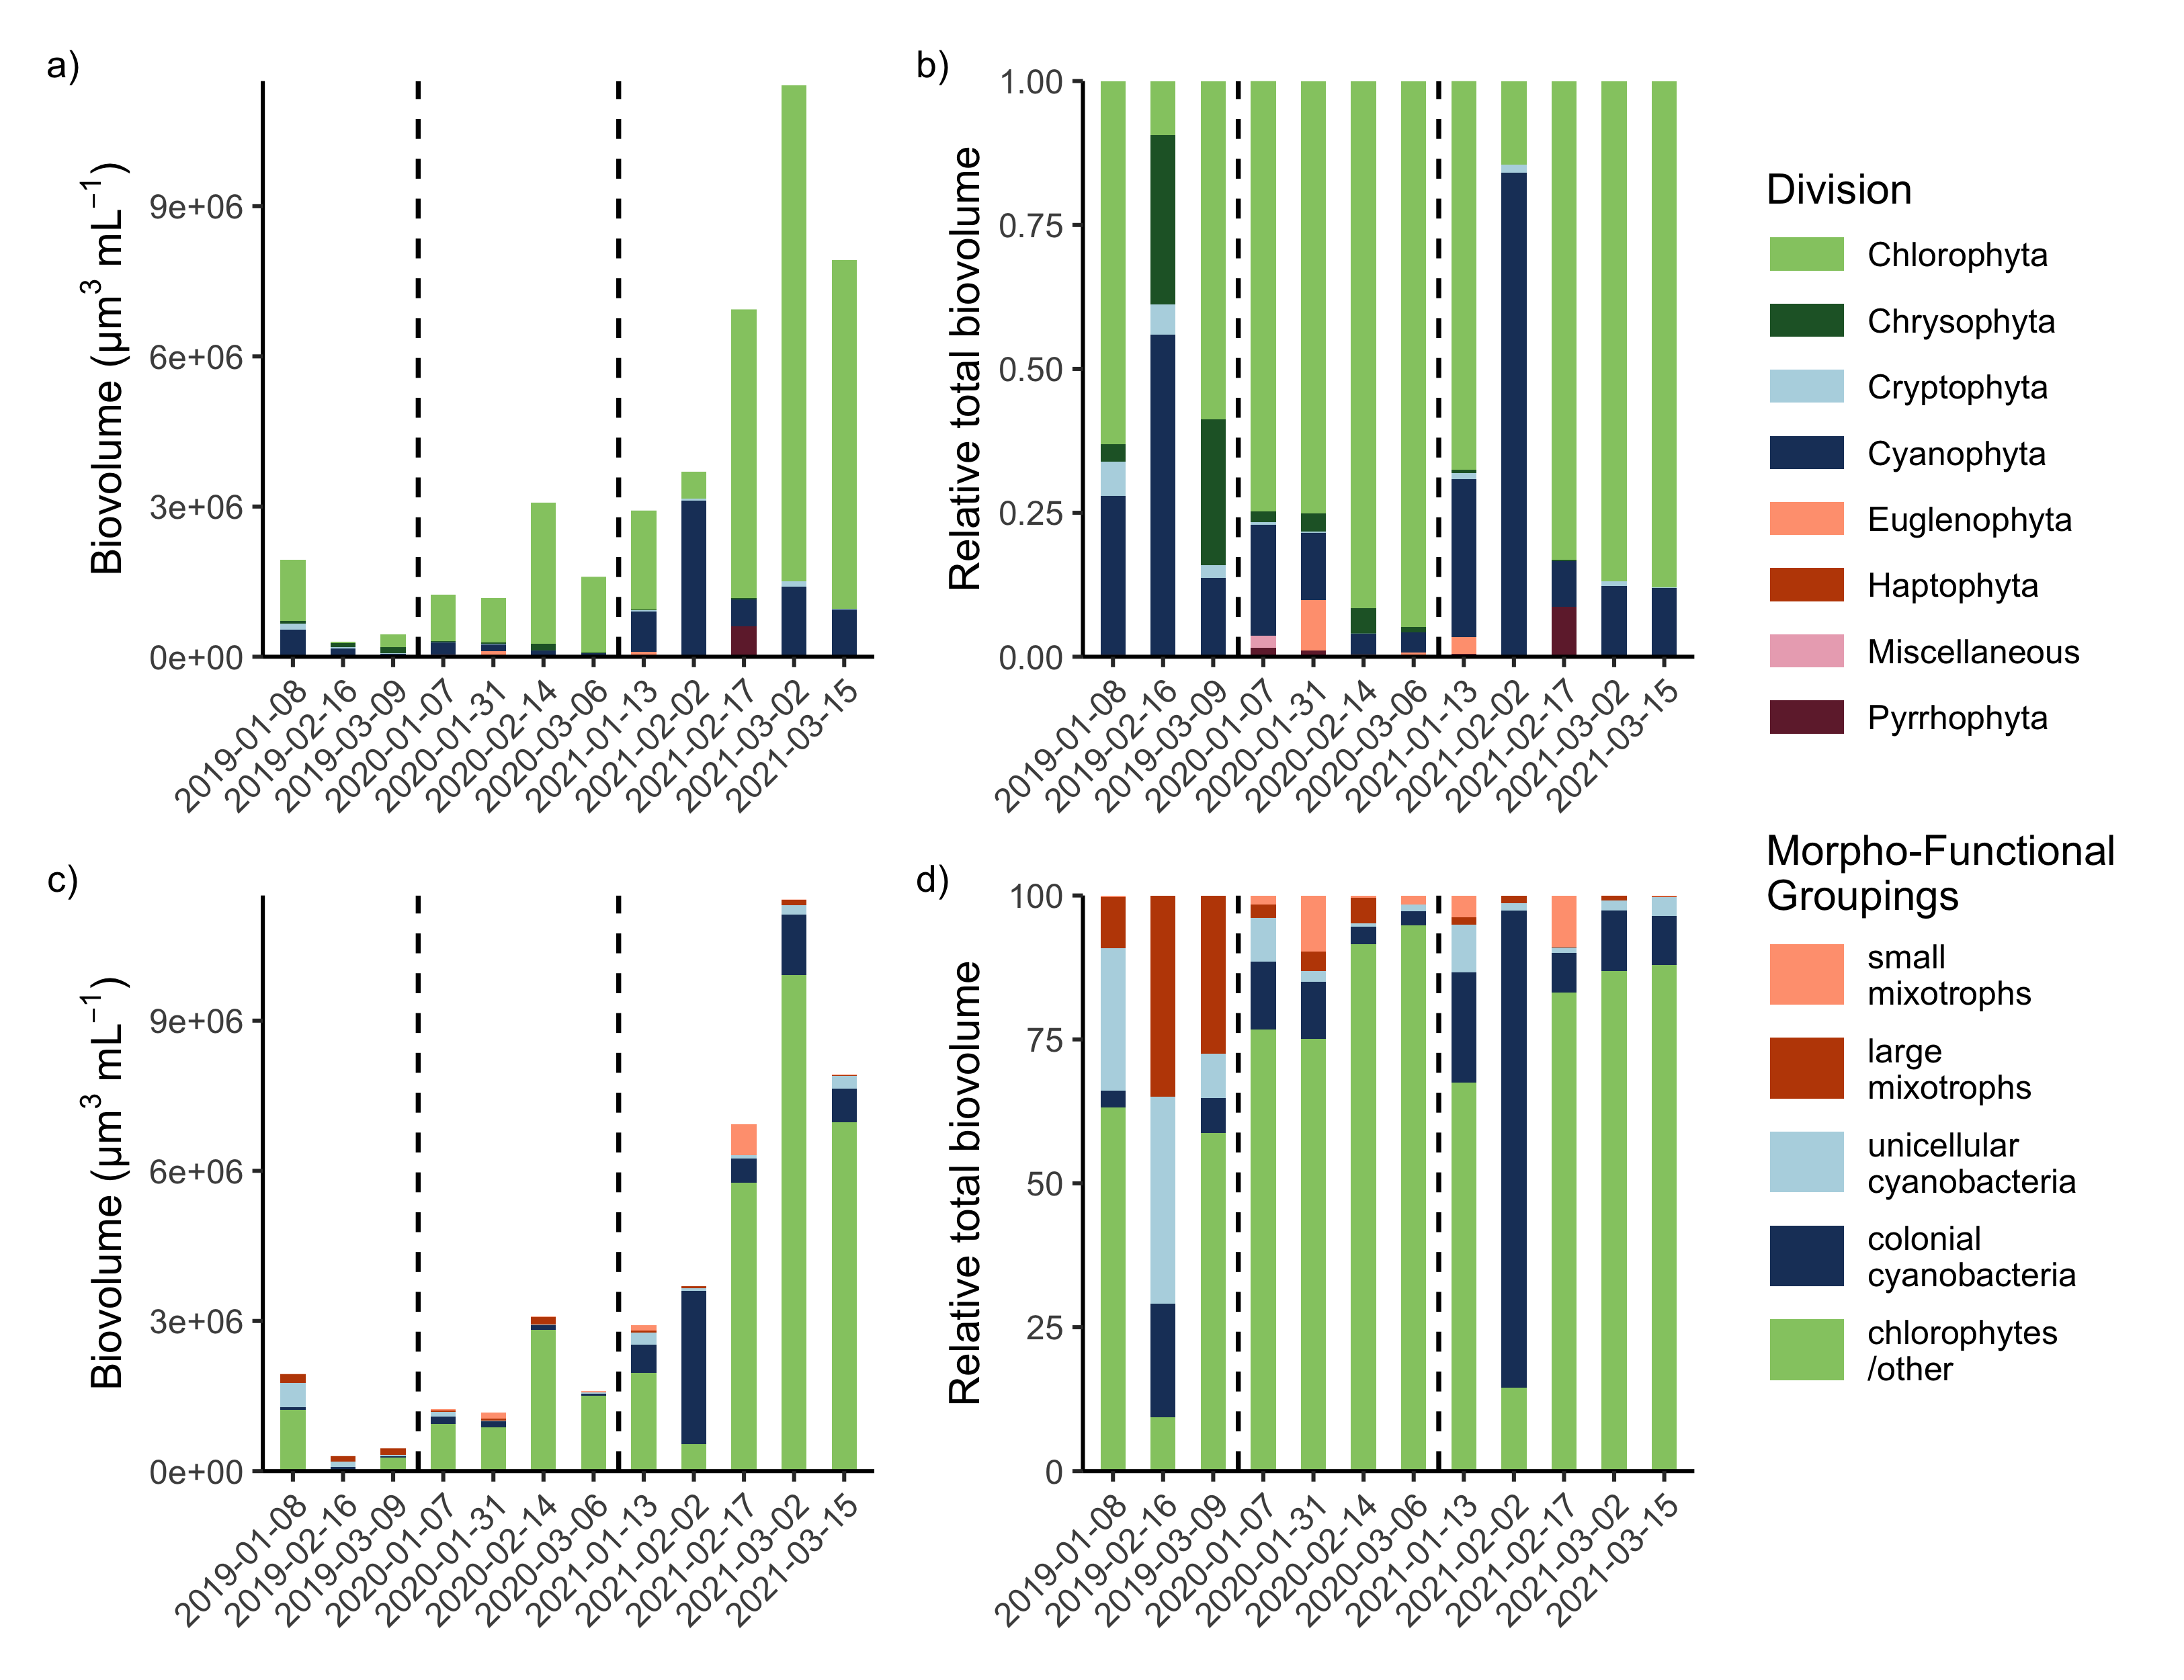 a)
Biovolume (µm³ mL⁻¹)
9e+06
6e+06
3e+06
0e+00
2019-01-08
2019-02-16
2019-03-09
2020-01-07
2020-01-31
2020-02-14
2020-03-06
2021-01-13
2021-02-02
2021-02-17
2021-03-02
2021-03-15
b)
Relative total biovolume
1.00
0.75
0.50
0.25
0.00
2019-01-08
2019-02-16
2019-03-09
2020-01-07
2020-01-31
2020-02-14
2020-03-06
2021-01-13
2021-02-02
2021-02-17
2021-03-02
2021-03-15
Division
Chlorophyta
Chrysophyta
Cryptophyta
Cyanophyta
Euglenophyta
Haptophyta
Miscellaneous
Pyrrhophyta
c)
Biovolume (µm³ mL⁻¹)
9e+06
6e+06
3e+06
0e+00
2019-01-08
2019-02-16
2019-03-09
2020-01-07
2020-01-31
2020-02-14
2020-03-06
2021-01-13
2021-02-02
2021-02-17
2021-03-02
2021-03-15
d)
Relative total biovolume
100
75
50
25
0
2019-01-08
2019-02-16
2019-03-09
2020-01-07
2020-01-31
2020-02-14
2020-03-06
2021-01-13
2021-02-02
2021-02-17
2021-03-02
2021-03-15
Morpho-Functional
Groupings
small
mixotrophs
large
mixotrophs
unicellular
cyanobacteria
colonial
cyanobacteria
chlorophytes
/other